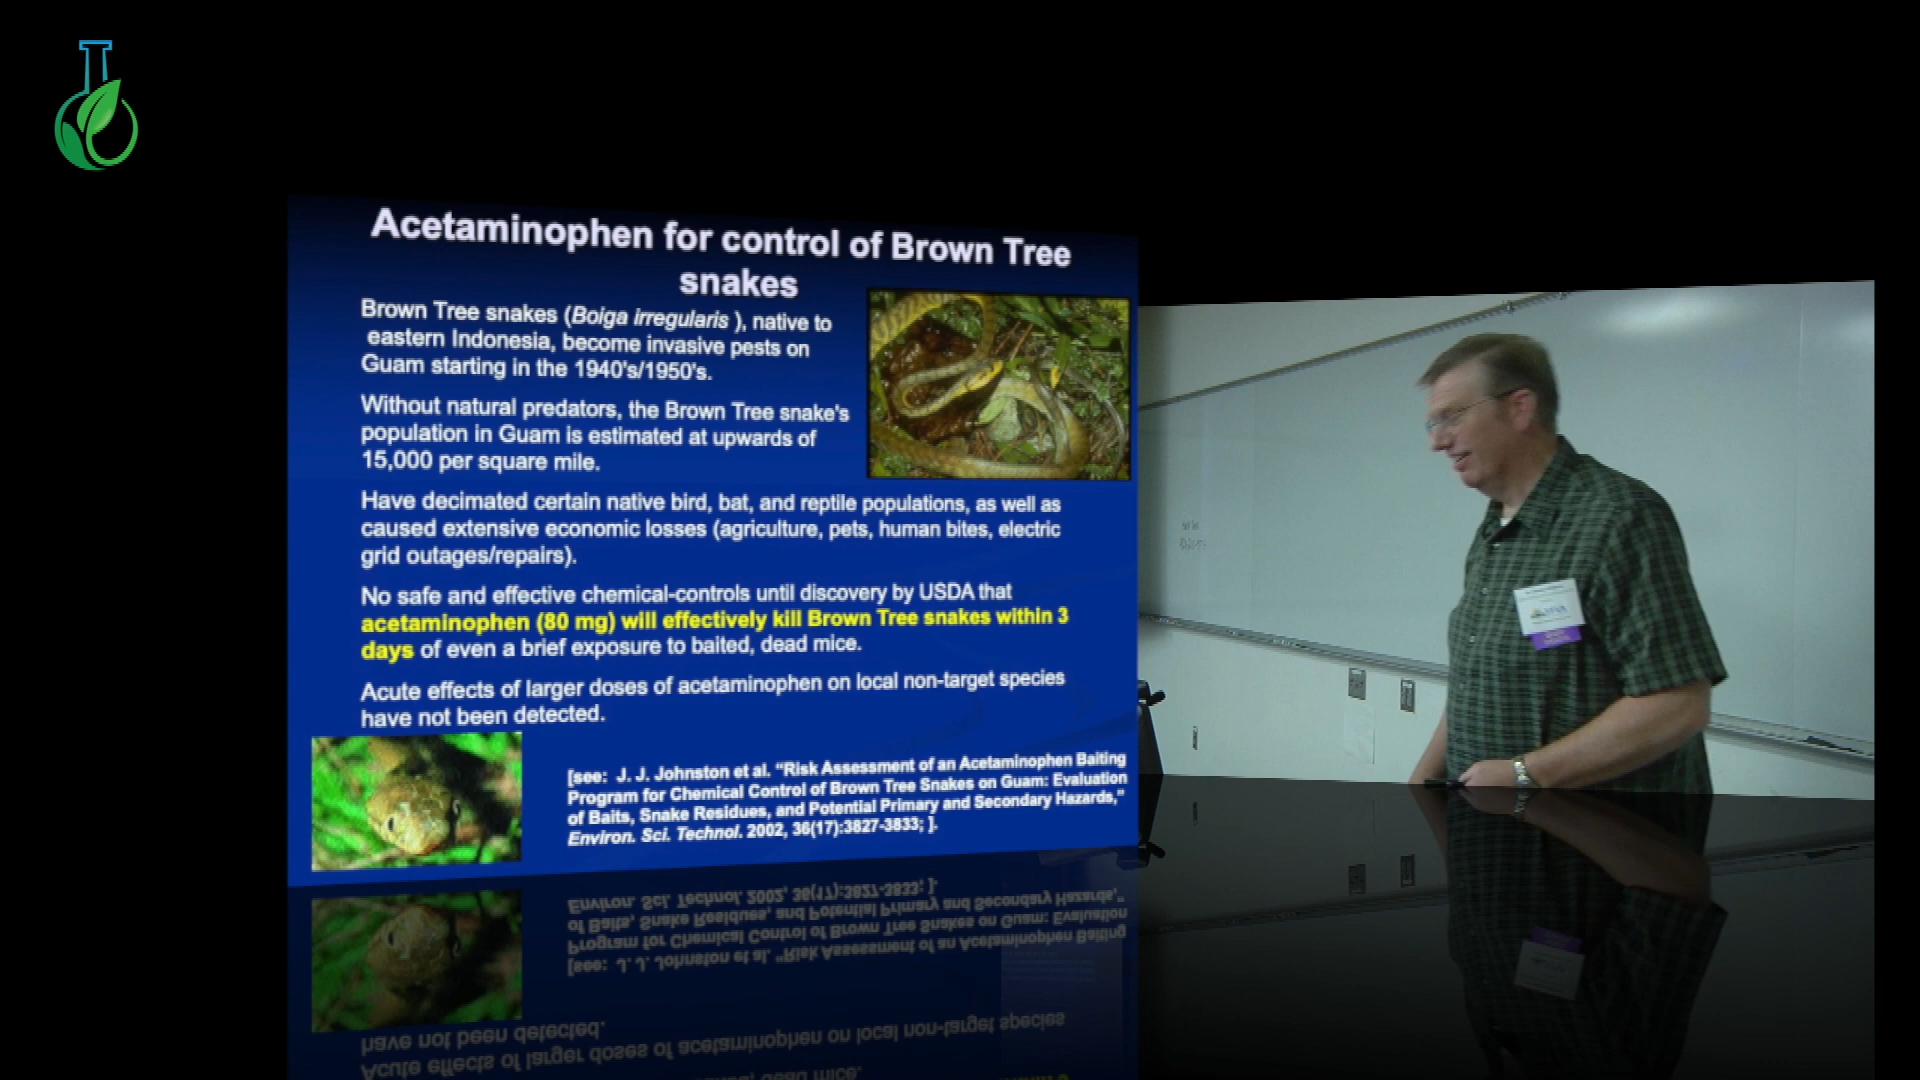 Acetaminophen for control of Brown Tree
snakes
Brown Tree snakes (Boiga irregularis ), native to
eastern Indonesia, become invasive pests on
Guam starting in the 1940's/1950's.
Without natural predators, the Brown Tree snake's
population in Guam is estimated at upwards of
15,000 per square mile.
Have decimated certain native bird, bat, and reptile populations, as well as
caused extensive economic losses (agriculture, pets, human bites, electric
grid outages/repairs).
No safe and effective chemical-controls until discovery by USDA that
acetaminophen (80 mg) will effectively kill Brown Tree snakes within 3
days of even a brief exposure to baited, dead mice.
Acute effects of larger doses of acetaminophen on local non-target species
have not been detected.
[see: J. J. Johnston et al. “Risk Assessment of an Acetaminophen Baiting
Program for Chemical Control of Brown Tree Snakes on Guam: Evaluation
of Baits, Snake Residues, and Potential Primary and Secondary Hazards,”
Environ. Sci. Technol. 2002, 36(17):3827-3833; ].